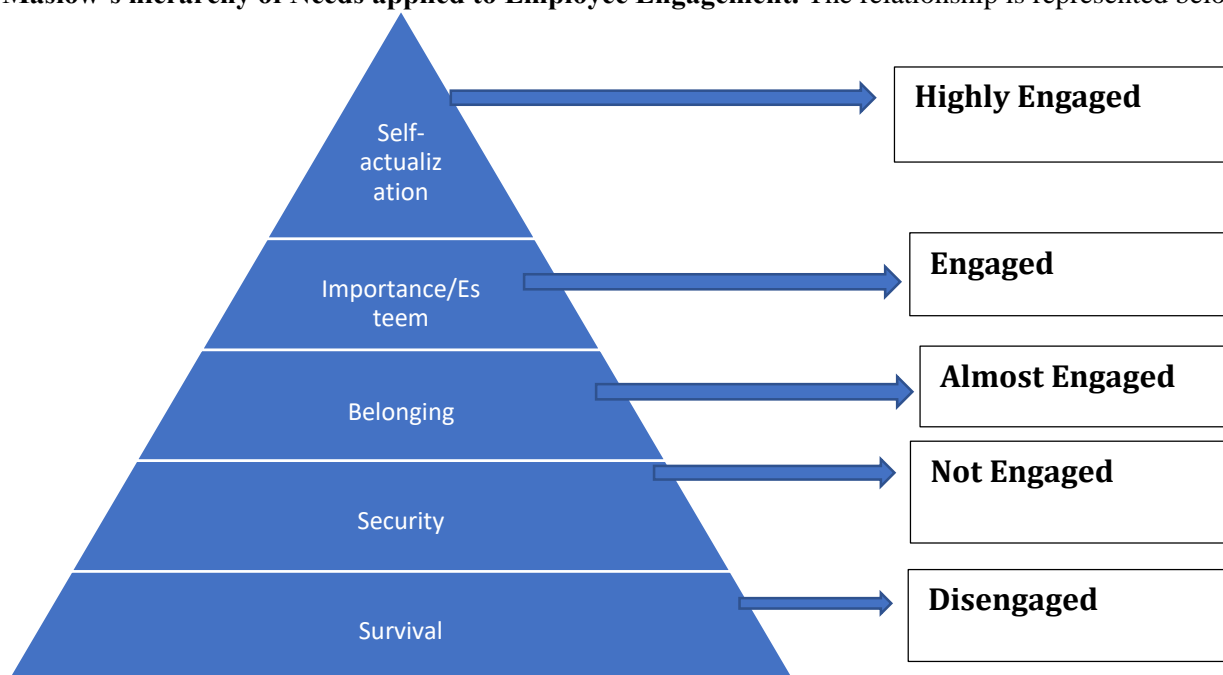 Maslow's hierarchy of Needs applied to Employee Engagement. The relationship is represented
Highly Engaged
Self-
actualiz
ation
Engaged
Importance/Es
teem
Almost Engaged
Belonging
Not Engaged
Security
Disengaged
Survival